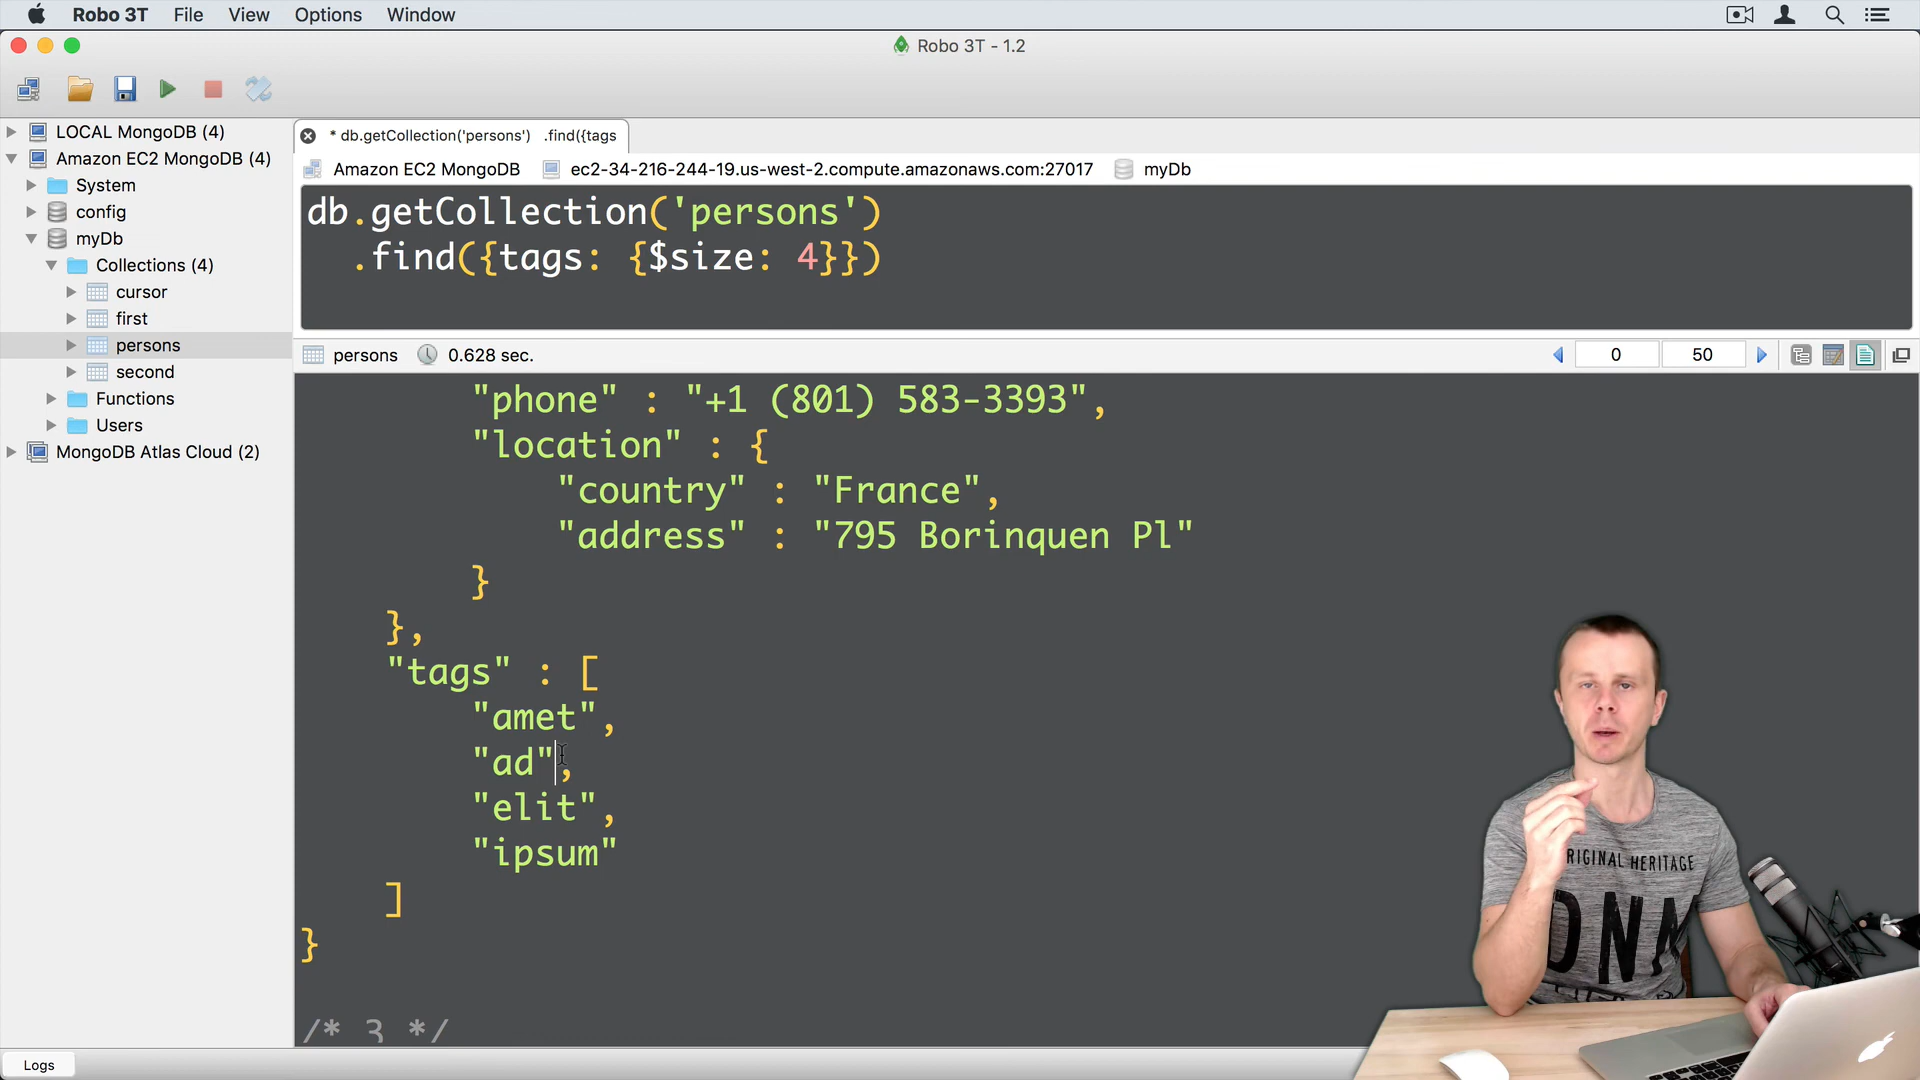 Robo 3T File View Options Window
Robo 3T - 1.2
LOCAL MongoDB (4)
Amazon EC2 MongoDB (4)
System
config
myDb
Collections (4)
cursor
first
persons
second
Functions
Users
MongoDB Atlas Cloud (2)
* db.getCollection('persons') .find({tags
Amazon EC2 MongoDB ec2-34-216-244-19.us-west-2.compute.amazonaws.com:27017 myDb
db.getCollection('persons')
.find({tags: {$size: 4}})
persons 0.628 sec. 0 50
"phone" : "+1 (801) 583-3393",
"location" : {
"country" : "France",
"address" : "795 Borinquen Pl"
}
},
"tags" : [
"amet",
"ad",
"elit",
"ipsum"
]
}
/* 3 */
RIGINAL HERITAGE
DNM
Logs